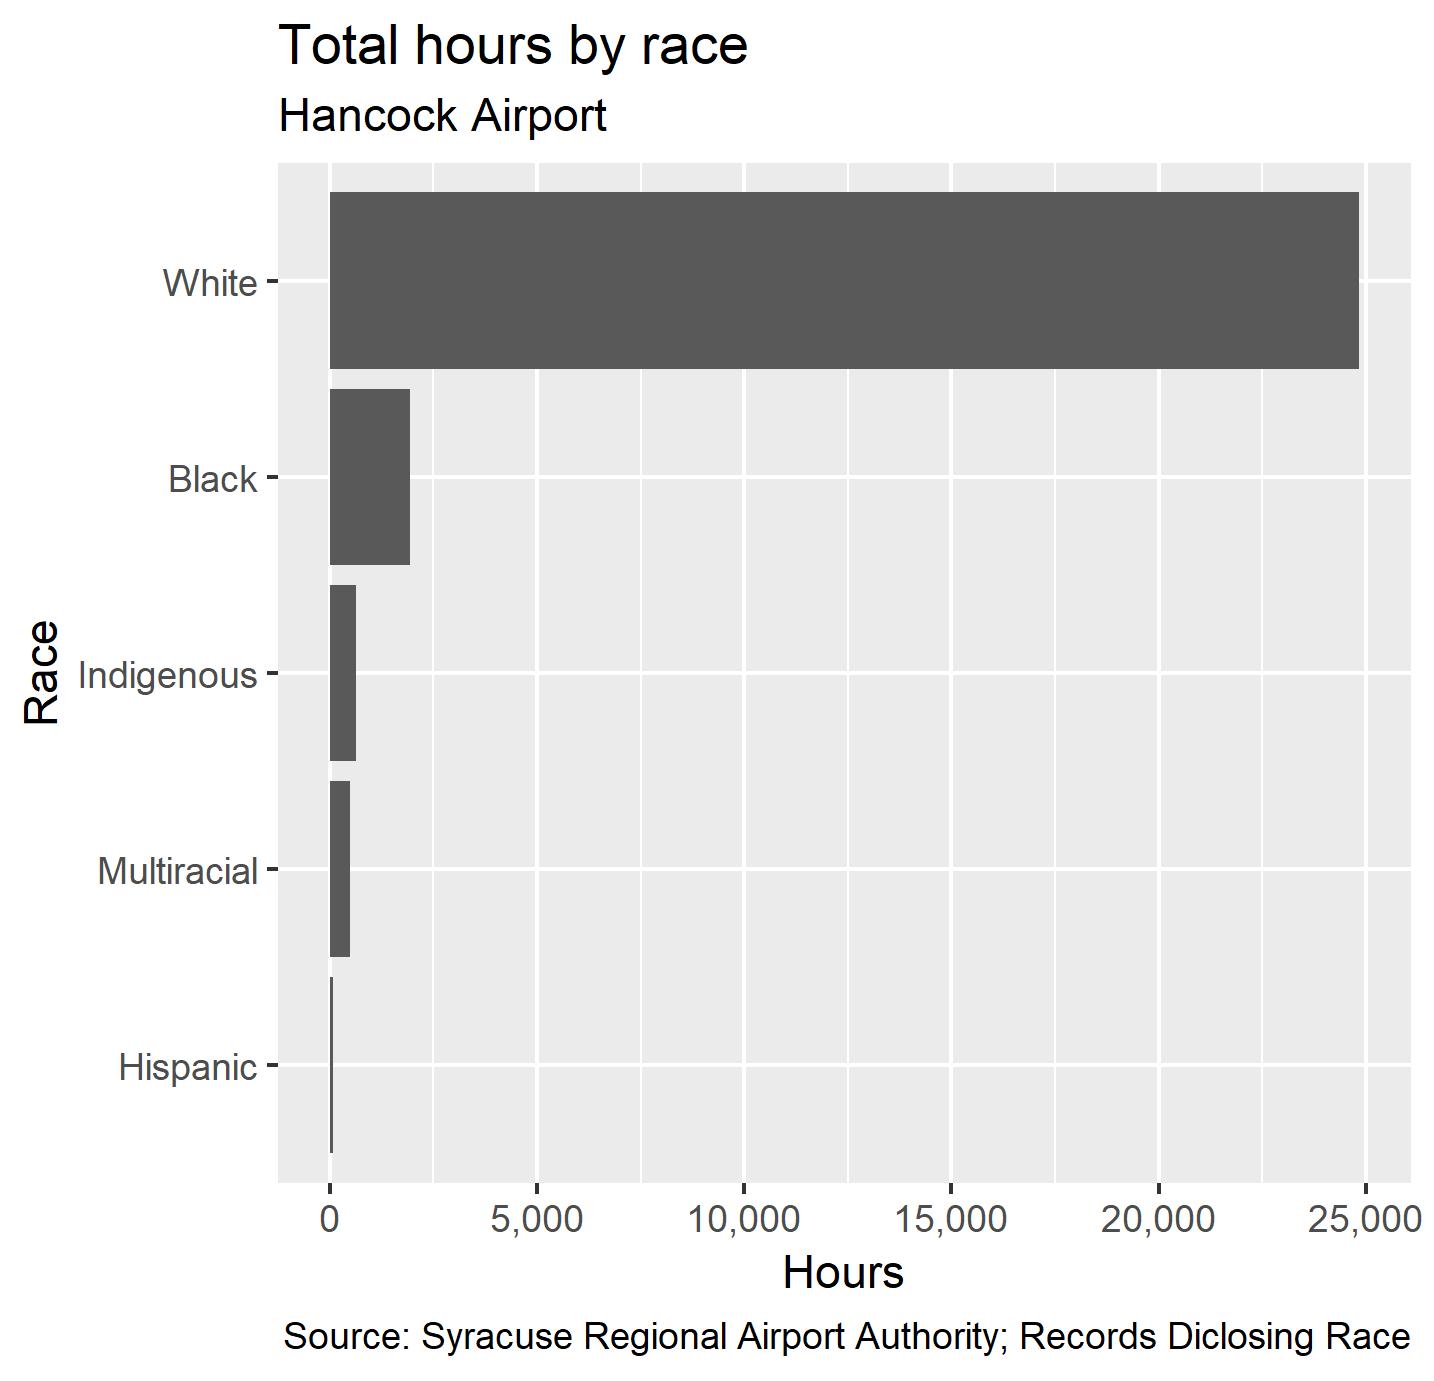 Total hours by race
Hancock Airport
White
Black
Indigenous
Multiracial
Hispanic
Race
0 5,000 10,000 15,000 20,000 25,000
Hours
Source: Syracuse Regional Airport Authority; Records Diclosing Race